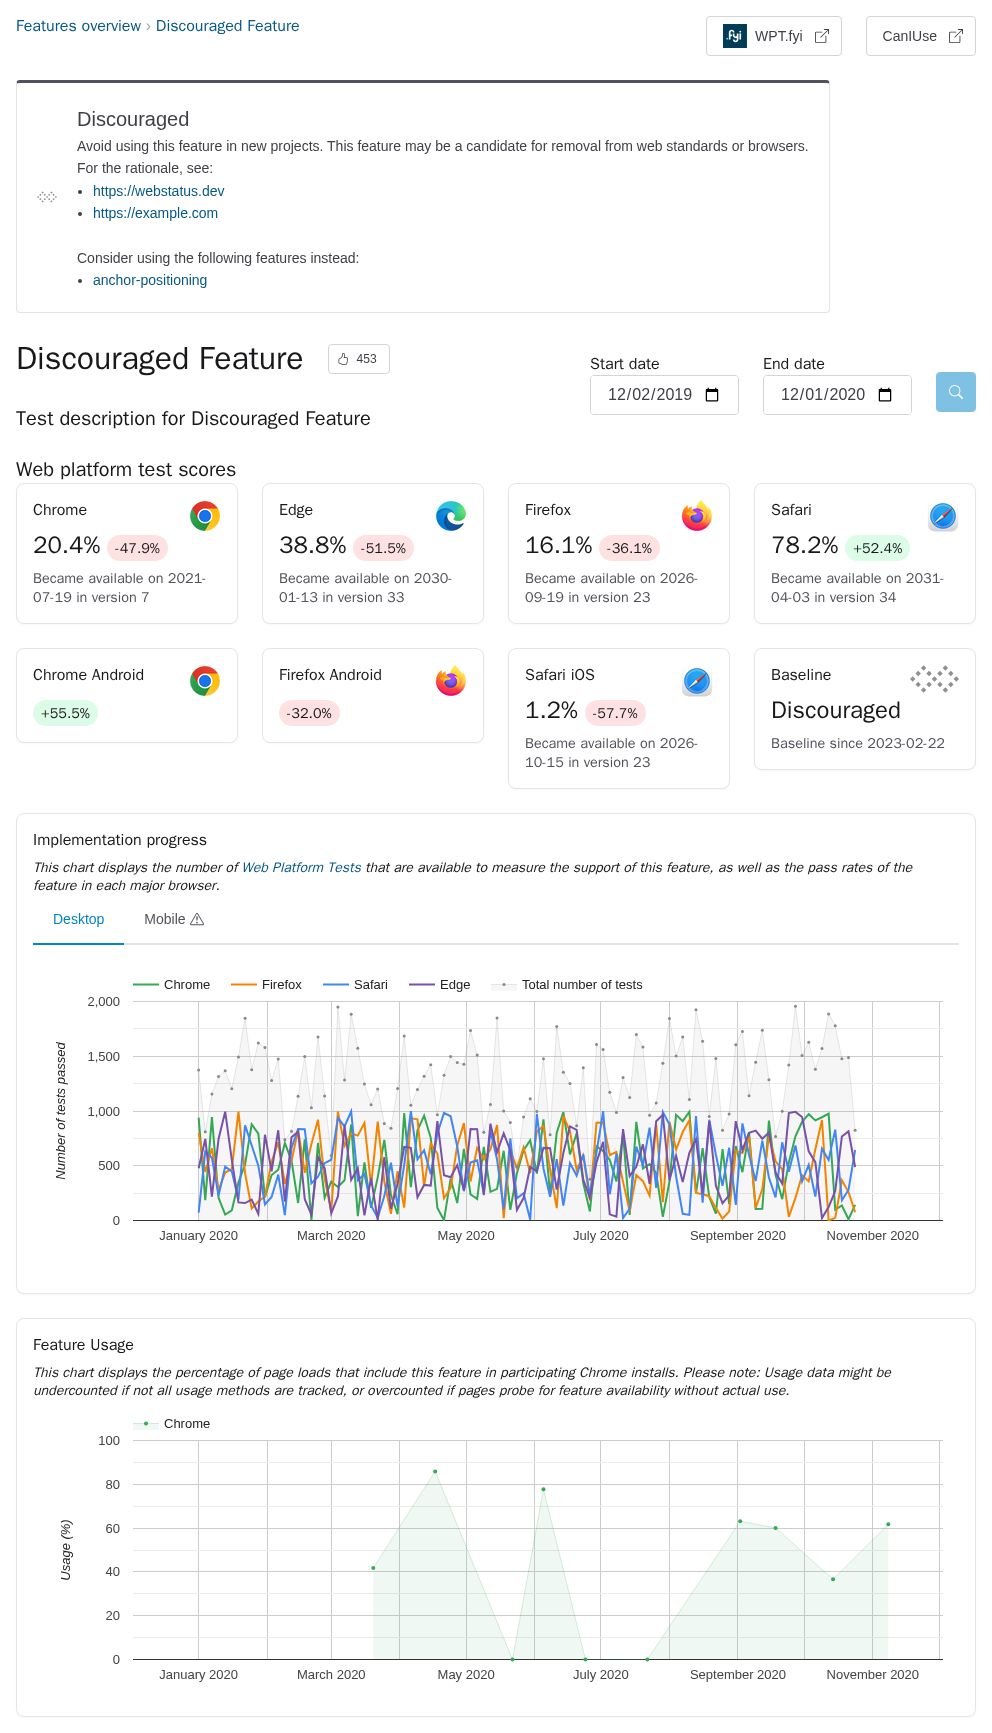 Features overview › Discouraged Feature
.fyi WPT.fyi
CanIUse
Discouraged
Avoid using this feature in new projects. This feature may be a candidate for removal from web standards or browsers.
For the rationale, see:
• https://webstatus.dev
• https://example.com
Consider using the following features instead:
• anchor-positioning
Discouraged Feature
453
Start date
12/02/2019
End date
12/01/2020
Test description for Discouraged Feature
Web platform test scores
Chrome
20.4% -47.9%
Became available on 2021-
07-19 in version 7
Edge
38.8% -51.5%
Became available on 2030-
01-13 in version 33
Firefox
16.1% -36.1%
Became available on 2026-
09-19 in version 23
Safari
78.2% +52.4%
Became available on 2031-
04-03 in version 34
Chrome Android
+55.5%
Firefox Android
-32.0%
Safari iOS
1.2% -57.7%
Became available on 2026-
10-15 in version 23
Baseline
Discouraged
Baseline since 2023-02-22
Implementation progress
This chart displays the number of Web Platform Tests that are available to measure the support of this feature, as well as the pass rates of the
feature in each major browser.
Desktop Mobile
Chrome Firefox Safari Edge Total number of tests
Number of tests passed
2,000
1,500
1,000
500
0
January 2020 March 2020 May 2020 July 2020 September 2020 November 2020
Feature Usage
This chart displays the percentage of page loads that include this feature in participating Chrome installs. Please note: Usage data might be
undercounted if not all usage methods are tracked, or overcounted if pages probe for feature availability without actual use.
Chrome
Usage (%)
100
80
60
40
20
0
January 2020 March 2020 May 2020 July 2020 September 2020 November 2020